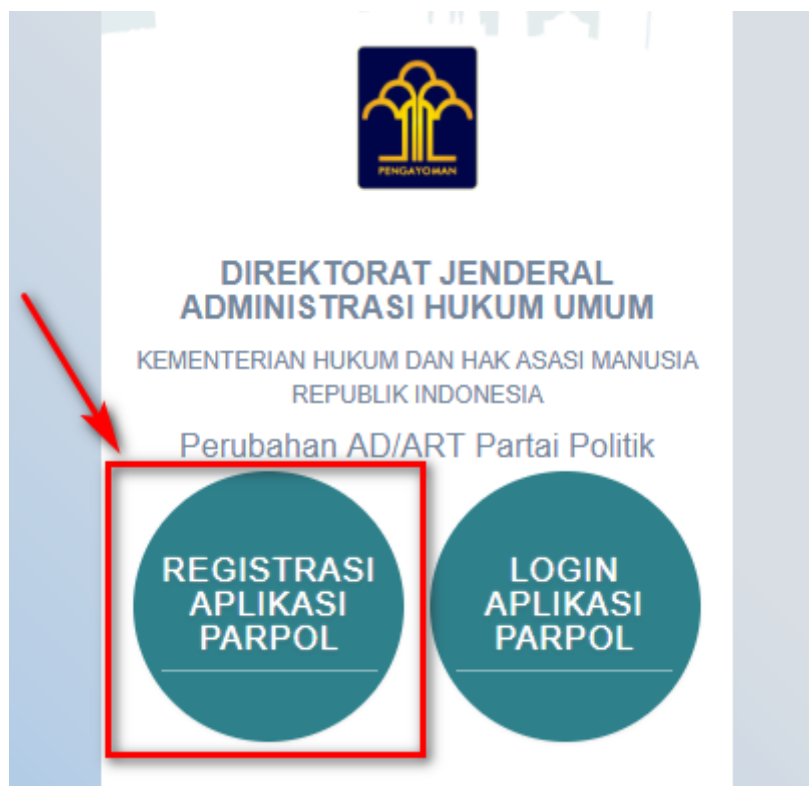 PENGAYOMAN
DIREKTORAT JENDERAL
ADMINISTRASI HUKUM UMUM
KEMENTERIAN HUKUM DAN HAK ASASI MANUSIA
REPUBLIK INDONESIA
Perubahan AD/ART Partai Politik
REGISTRASI
APLIKASI
PARPOL
LOGIN
APLIKASI
PARPOL